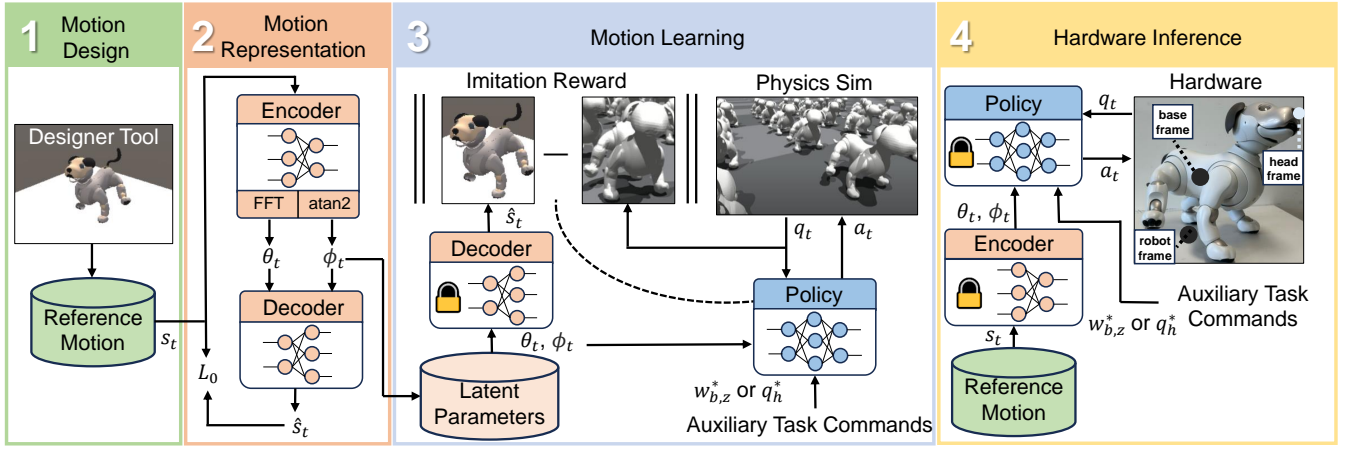 1
Motion
Design
Designer Tool
Reference
Motion
s_t
2
Motion
Representation
Encoder
FFT
atan2
θ_t
ϕ_t
Decoder
L_0
ŝ_t
3
Motion Learning
Imitation Reward
Physics Sim
ŝ_t
q_t
a_t
Decoder
Policy
θ_t, ϕ_t
Latent
Parameters
w*_{b,z} or q*_h
Auxiliary Task Commands
4
Hardware Inference
Hardware
Policy
q_t
a_t
base
frame
head
frame
robot
frame
θ_t, ϕ_t
Encoder
s_t
w*_{b,z} or q*_h
Auxiliary Task
Commands
Reference
Motion